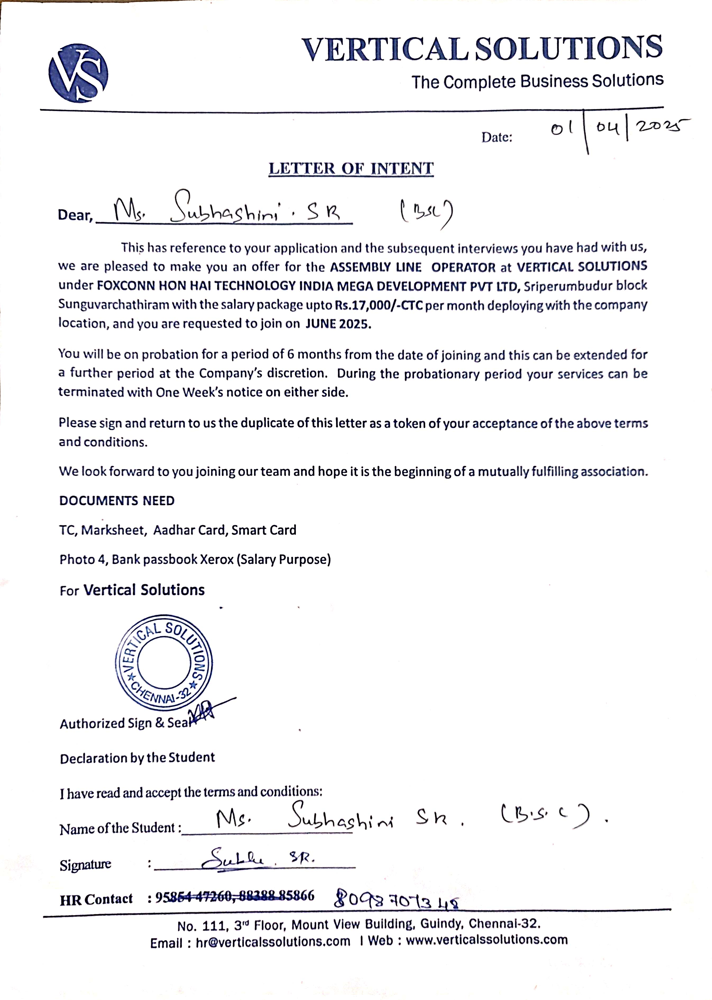 VS
VERTICAL SOLUTIONS
The Complete Business Solutions
Date: 01/04/2025
LETTER OF INTENT
Dear, Ms. Subhashini. S R (BSC)
This has reference to your application and the subsequent interviews you have had with us,
we are pleased to make you an offer for the ASSEMBLY LINE OPERATOR at VERTICAL SOLUTIONS
under FOXCONN HON HAI TECHNOLOGY INDIA MEGA DEVELOPMENT PVT LTD, Sriperumbudur block
Sunguvarchathiram with the salary package upto Rs.17,000/-CTC per month deploying with the company
location, and you are requested to join on JUNE 2025.
You will be on probation for a period of 6 months from the date of joining and this can be extended for
a further period at the Company's discretion. During the probationary period your services can be
terminated with One Week's notice on either side.
Please sign and return to us the duplicate of this letter as a token of your acceptance of the above terms
and conditions.
We look forward to you joining our team and hope it is the beginning of a mutually fulfilling association.
DOCUMENTS NEED
TC, Marksheet, Aadhar Card, Smart Card
Photo 4, Bank passbook Xerox (Salary Purpose)
For Vertical Solutions
VERTICAL SOLUTIONS
★ CHENNAI-32 ★
Authorized Sign & Seal
Declaration by the Student
I have read and accept the terms and conditions:
Name of the Student : Ms. Subhashini SR. (B.S.C).
Signature : Subhu. SR.
HR Contact : 95854 47260, 88388 85866 8098707348
No. 111, 3rd Floor, Mount View Building, Guindy, Chennai-32.
Email : hr@verticalssolutions.com I Web : www.verticalssolutions.com